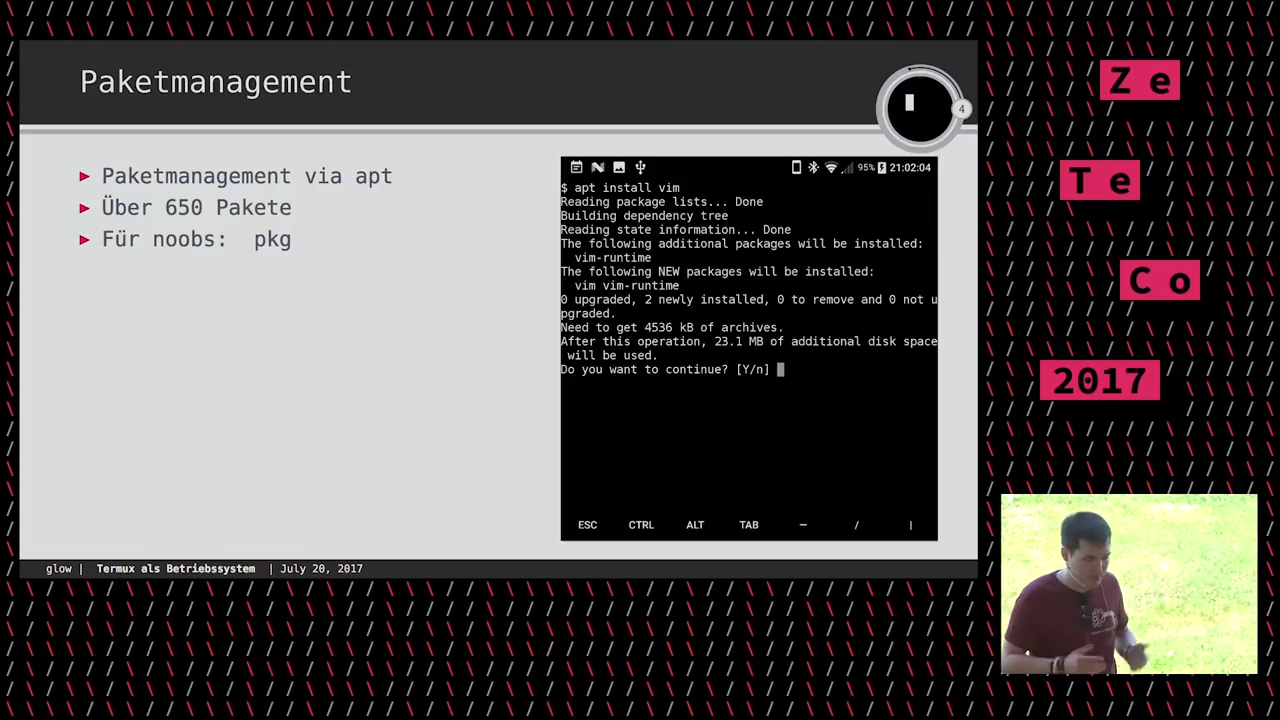 Paketmanagement
4
► Paketmanagement via apt
► Über 650 Pakete
► Für noobs: pkg
95% 21:02:04
$ apt install vim
Reading package lists... Done
Building dependency tree
Reading state information... Done
The following additional packages will be installed:
vim-runtime
The following NEW packages will be installed:
vim vim-runtime
0 upgraded, 2 newly installed, 0 to remove and 0 not u
pgraded.
Need to get 4536 kB of archives.
After this operation, 23.1 MB of additional disk space
will be used.
Do you want to continue? [Y/n]
ESC CTRL ALT TAB – / |
glow | Termux als Betriebssystem | July 20, 2017
Z e
T e
C o
2017